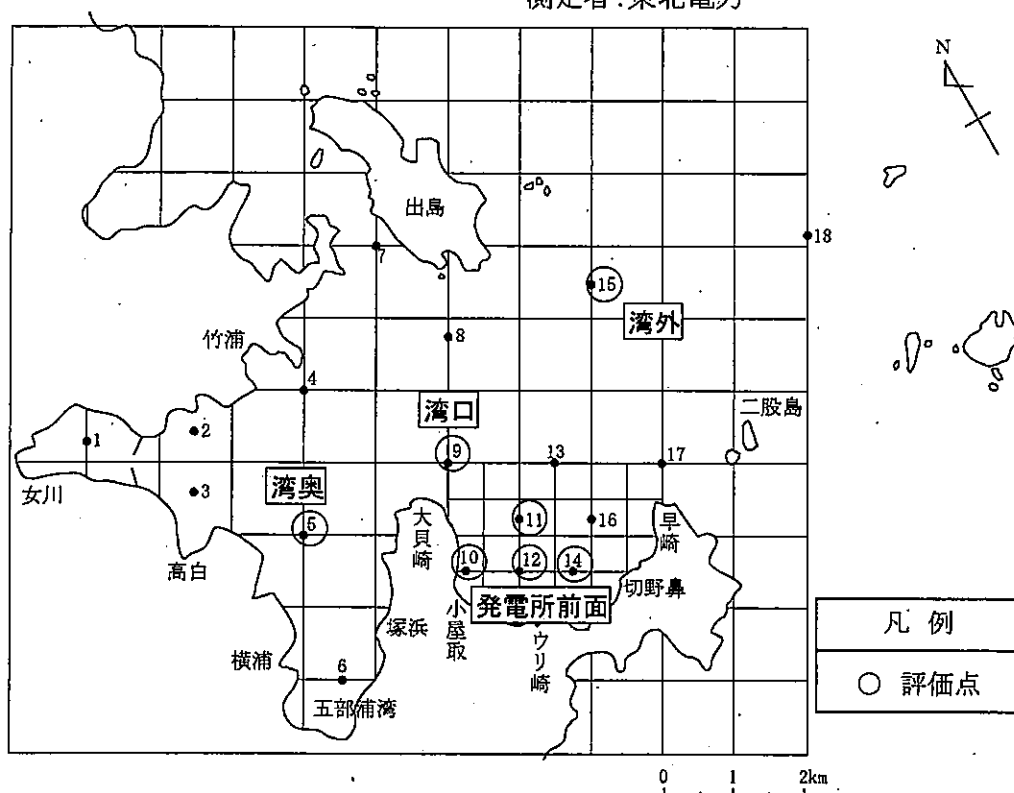 測定者：東北電力
N
出島
7
18
15
湾外
竹浦
8
4
二股島
湾口
1
2
9
13
17
女川
3
湾奥
5
大貝崎
11
16
早崎
高白
10
12
14
切野鼻
発電所前面
小屋取
塚浜
ウリ崎
横浦
6
五部浦湾
凡例
○ 評価点
0 1 2km